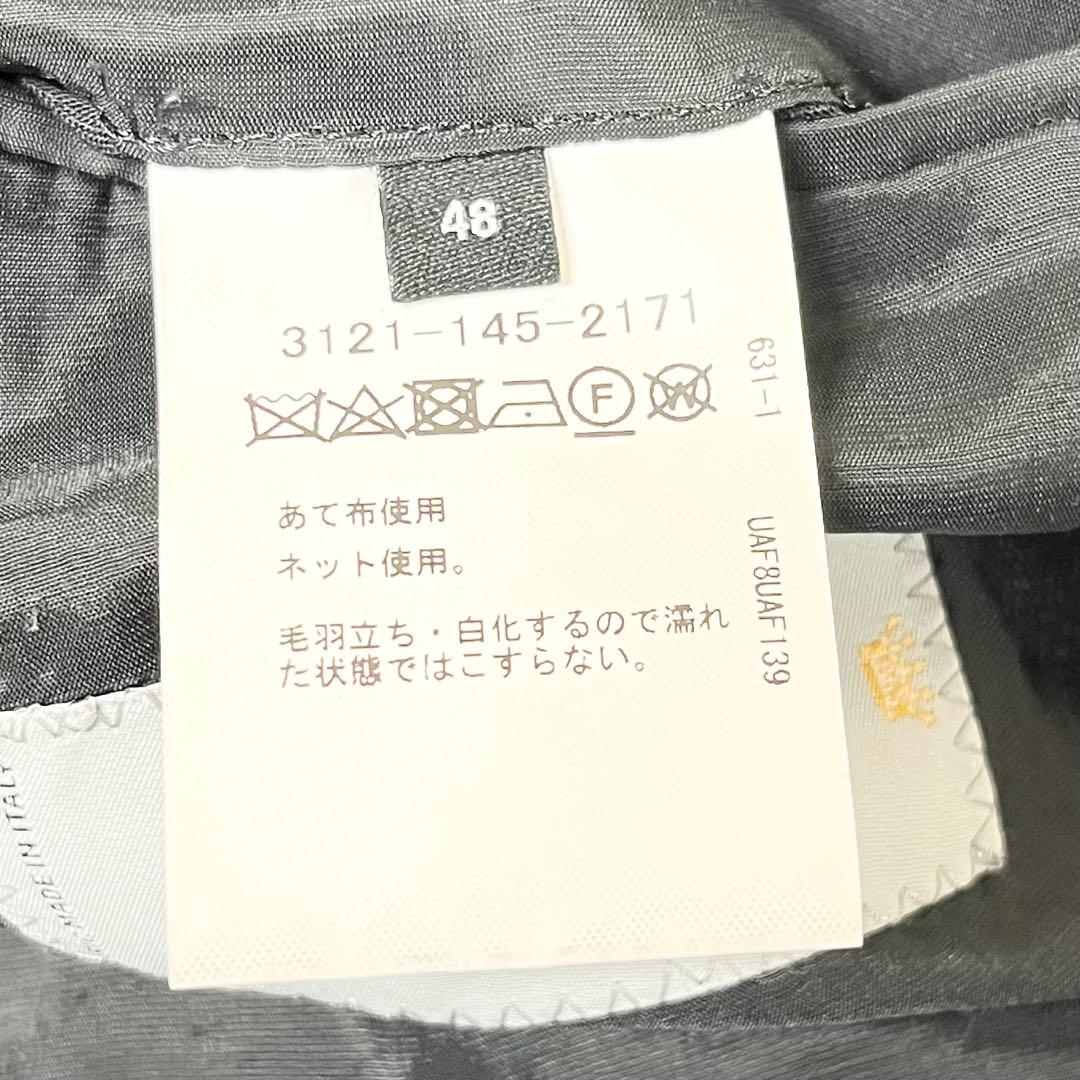 48
3121-145-2171
F
W
631-1
UAF8UAF139
あて布使用
ネット使用。
毛羽立ち・白化するので濡れ
た状態ではこすらない。
MADE IN ITALY